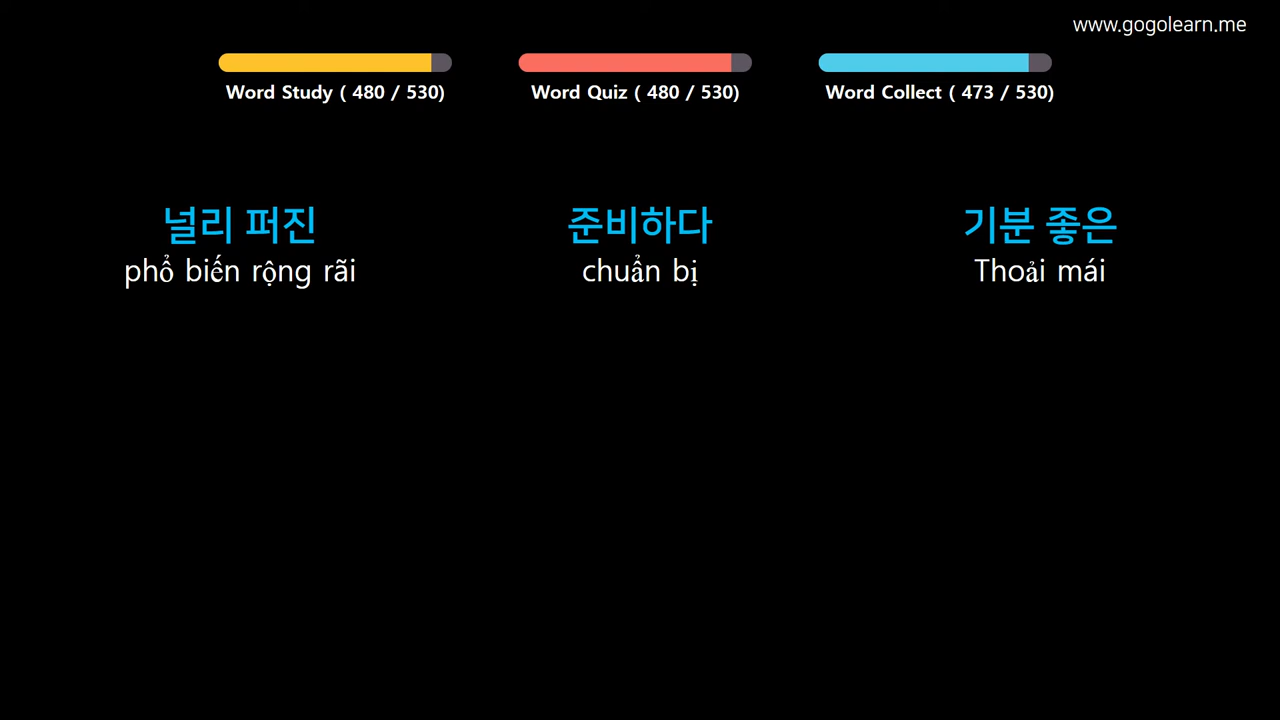 www.gogolearn.me
Word Study ( 480 / 530)
Word Quiz ( 480 / 530)
Word Collect ( 473 / 530)
널리 퍼진
phổ biến rộng rãi
준비하다
chuẩn bị
기분 좋은
Thoải mái